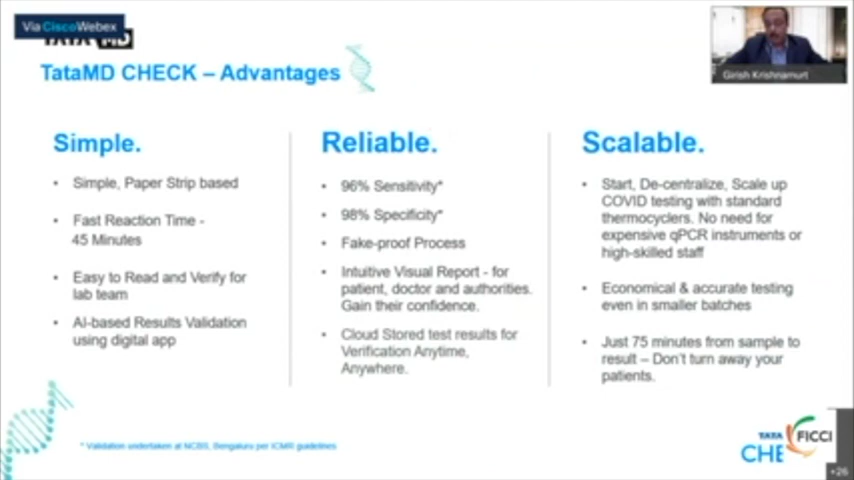 Via Cisco Webex
TATA MD
TataMD CHECK – Advantages
Girish Krishnamurt
Simple.
• Simple, Paper Strip based
• Fast Reaction Time -
45 Minutes
• Easy to Read and Verify for
lab team
• AI-based Results Validation
using digital app
Reliable.
• 96% Sensitivity*
• 98% Specificity*
• Fake-proof Process
• Intuitive Visual Report - for
patient, doctor and authorities.
Gain their confidence.
• Cloud Stored test results for
Verification Anytime,
Anywhere.
Scalable.
• Start, De-centralize, Scale up
COVID testing with standard
thermocyclers. No need for
expensive qPCR instruments or
high-skilled staff
• Economical & accurate testing
even in smaller batches
• Just 75 minutes from sample to
result – Don't turn away your
patients.
* Validation undertaken at NCBS, Bengaluru per ICMR guidelines
TATA
CHE
FICCI
+26